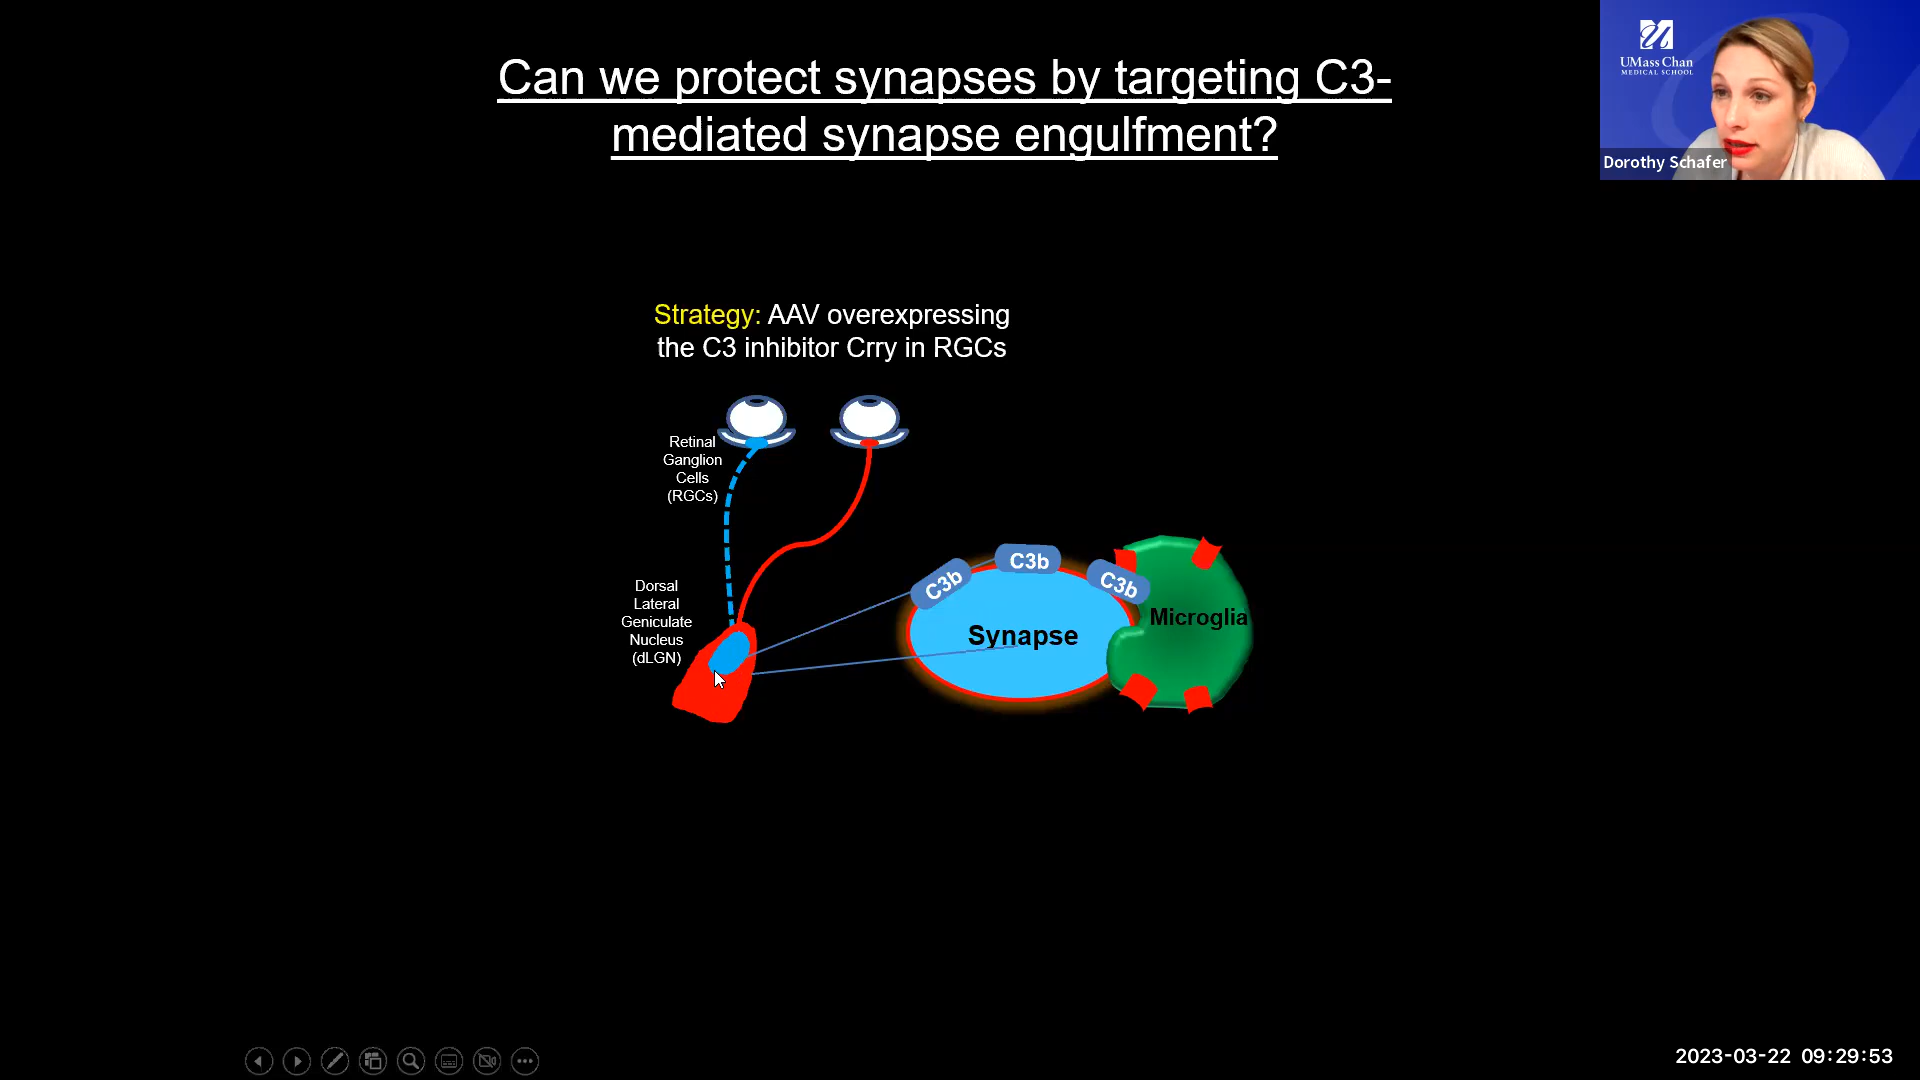 Can we protect synapses by targeting C3-
mediated synapse engulfment?
UMass Chan
MEDICAL SCHOOL
Dorothy Schafer
Strategy: AAV overexpressing
the C3 inhibitor Crry in RGCs
Retinal
Ganglion
Cells
(RGCs)
Dorsal
Lateral
Geniculate
Nucleus
(dLGN)
C3b
C3b
C3b
Synapse
Microglia
2023-03-22 09:29:53